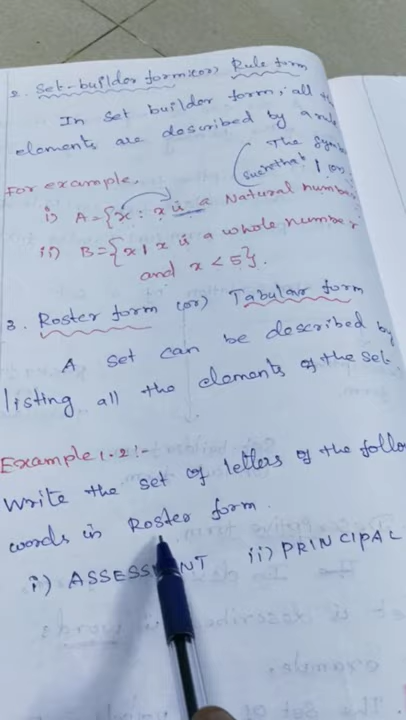 2. Set-builder form (or) Rule form
In set builder form, all
elements are described by a rule
(The symbol
such that | or :
For example,
i) A={x : x is a Natural number
ii) B={x | x is a whole number
and x < 5}.
3. Roster form (or) Tabular form
A set can be described by
listing all the elements of the set.
Example 1.2:-
Write the set of letters of the follo
words in Roster form.
i) ASSESSMENT ii) PRINCIPAL